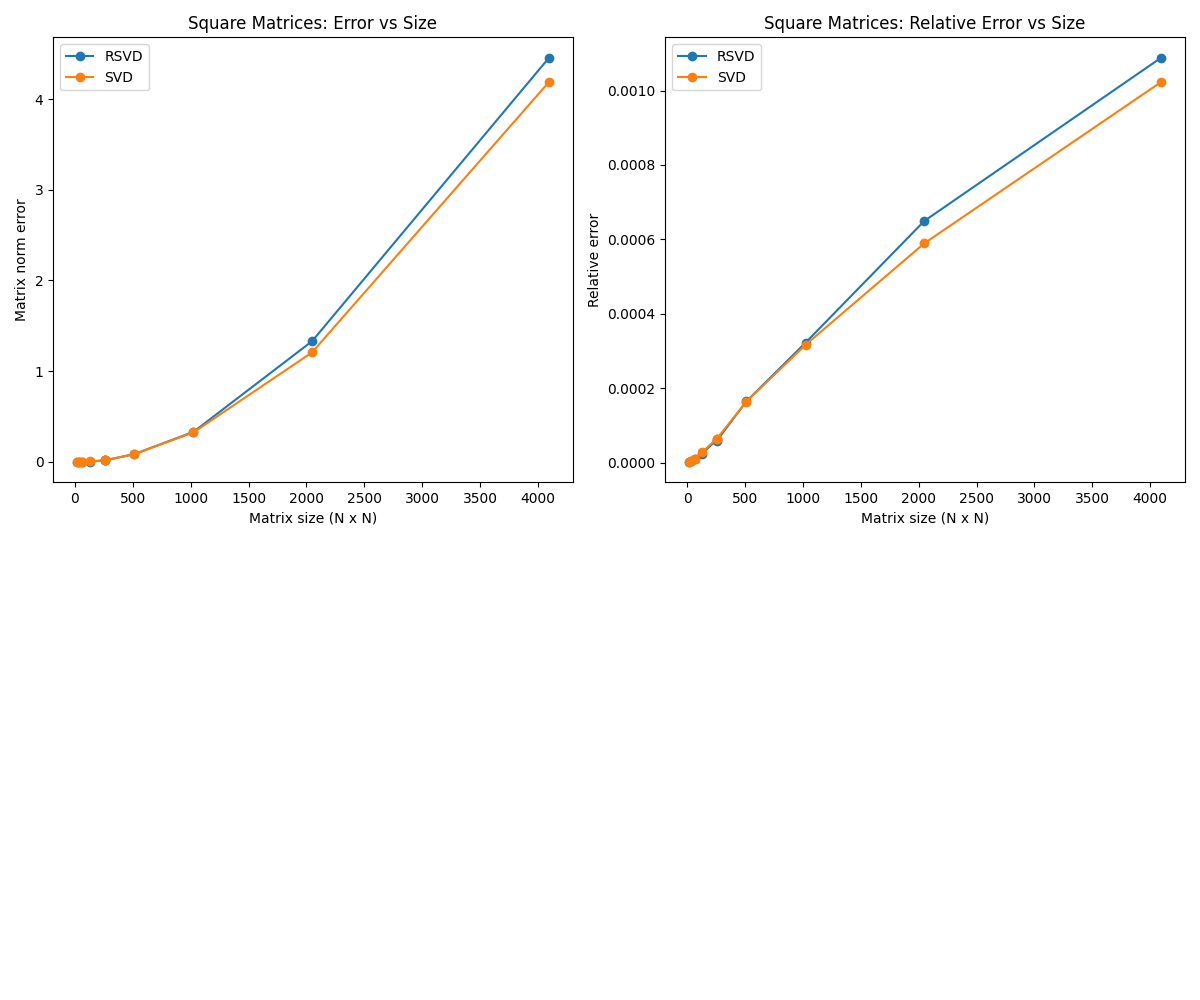 Square Matrices: Error vs Size
RSVD
SVD
Matrix norm error
4
3
2
1
0
0 500 1000 1500 2000 2500 3000 3500 4000
Matrix size (N x N)
Square Matrices: Relative Error vs Size
RSVD
SVD
Relative error
0.0010
0.0008
0.0006
0.0004
0.0002
0.0000
0 500 1000 1500 2000 2500 3000 3500 4000
Matrix size (N x N)